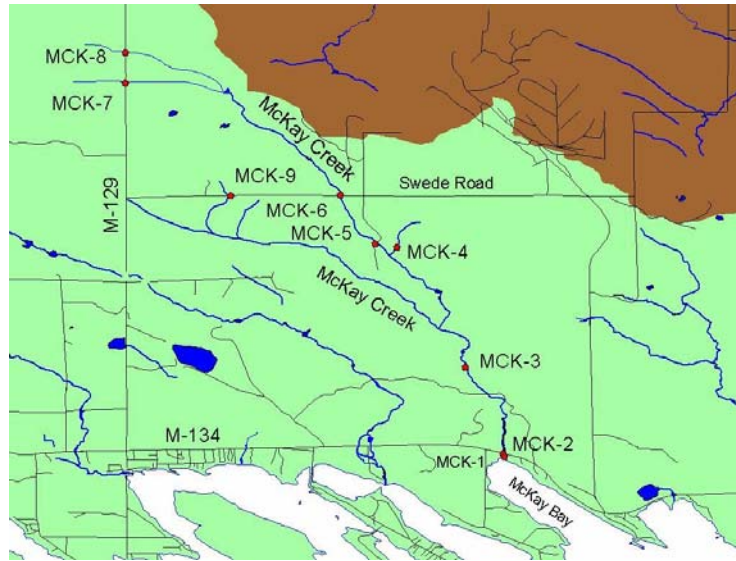 MCK-8
MCK-7
McKay Creek
MCK-9
Swede Road
M-129
MCK-6
MCK-5
MCK-4
McKay Creek
MCK-3
M-134
MCK-1
MCK-2
McKay Bay